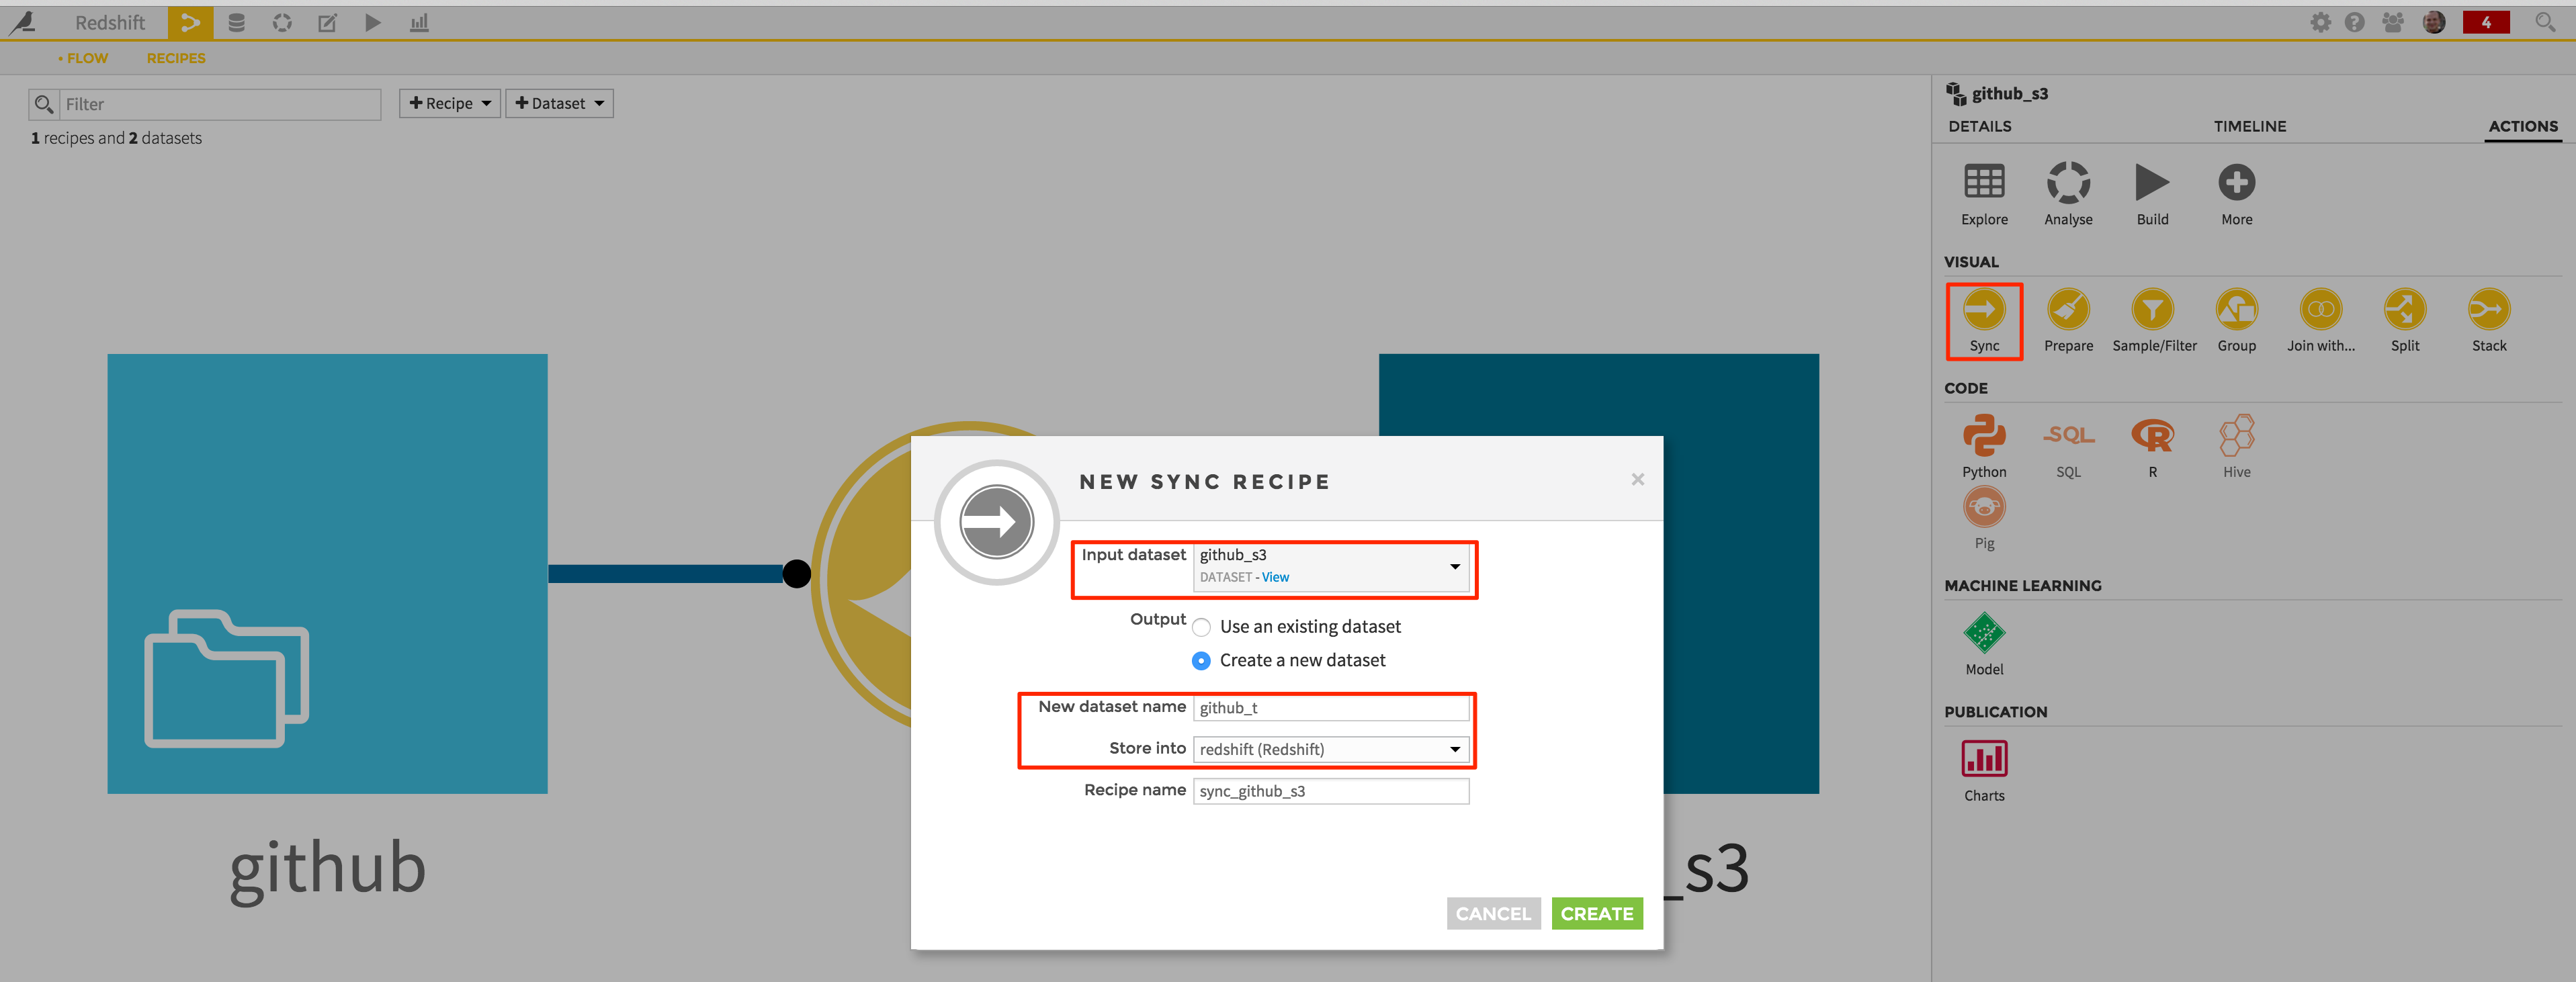 Redshift
4
• FLOW RECIPES
Filter
+ Recipe
+ Dataset
1 recipes and 2 datasets
github
_s3
NEW SYNC RECIPE
×
Input dataset github_s3
DATASET - View
Output
Use an existing dataset
Create a new dataset
New dataset name github_t
Store into redshift (Redshift)
Recipe name sync_github_s3
CANCEL CREATE
github_s3
DETAILS TIMELINE ACTIONS
Explore Analyse Build More
VISUAL
Sync Prepare Sample/Filter Group Join with... Split Stack
CODE
SQL R
Python SQL R Hive
Pig
MACHINE LEARNING
Model
PUBLICATION
Charts